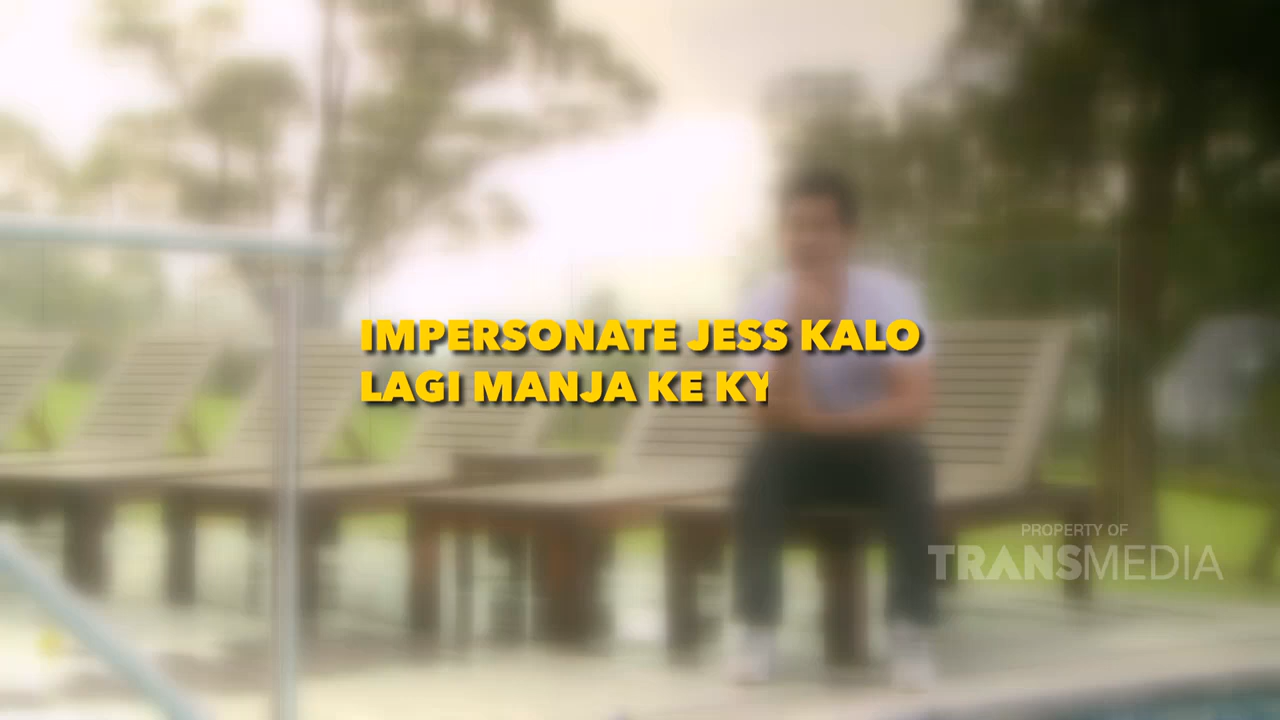 IMPERSONATE JESS KALO
LAGI MANJA KE KY
PROPERTY OF
TRANSMEDIA